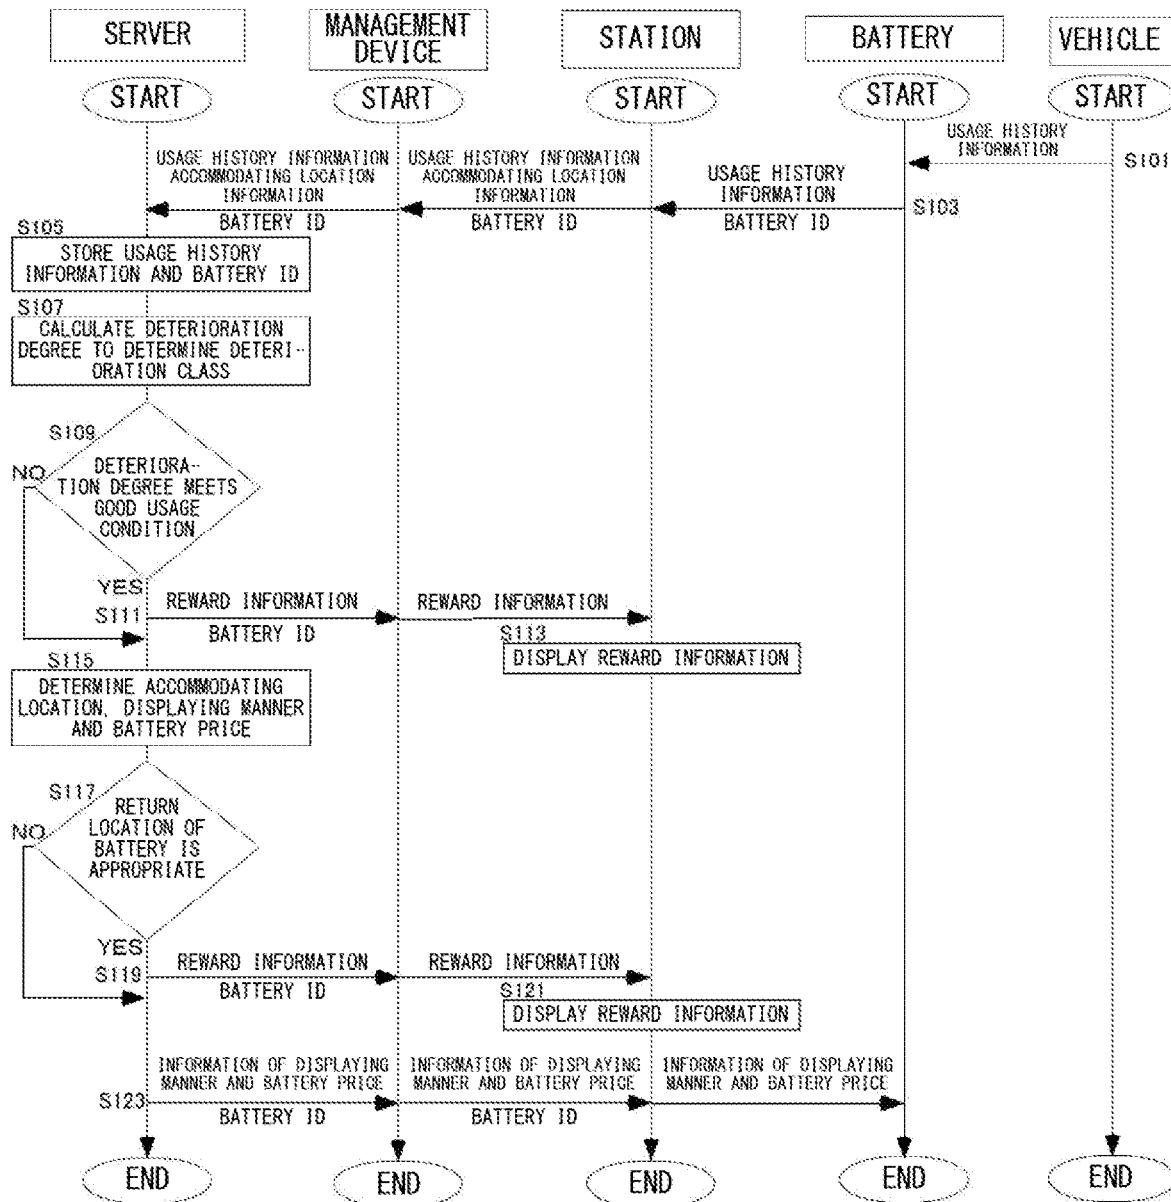 SERVER
MANAGEMENT
DEVICE
STATION
BATTERY
VEHICLE
START
START
START
START
START
USAGE HISTORY
INFORMATION
S101
USAGE HISTORY INFORMATION
ACCOMMODATING LOCATION
INFORMATION
BATTERY ID
USAGE HISTORY INFORMATION
ACCOMMODATING LOCATION
INFORMATION
BATTERY ID
USAGE HISTORY
INFORMATION
BATTERY ID
S103
S105
STORE USAGE HISTORY
INFORMATION AND BATTERY ID
S107
CALCULATE DETERIORATION
DEGREE TO DETERMINE DETERI-
ORATION CLASS
S109
NO
DETERIORA-
TION DEGREE MEETS
GOOD USAGE
CONDITION
YES
S111
REWARD INFORMATION
BATTERY ID
REWARD INFORMATION
S113
DISPLAY REWARD INFORMATION
S115
DETERMINE ACCOMMODATING
LOCATION, DISPLAYING MANNER
AND BATTERY PRICE
S117
NO
RETURN
LOCATION OF
BATTERY IS
APPROPRIATE
YES
S119
REWARD INFORMATION
BATTERY ID
REWARD INFORMATION
S121
DISPLAY REWARD INFORMATION
INFORMATION OF DISPLAYING
MANNER AND BATTERY PRICE
BATTERY ID
INFORMATION OF DISPLAYING
MANNER AND BATTERY PRICE
BATTERY ID
INFORMATION OF DISPLAYING
MANNER AND BATTERY PRICE
S123
END
END
END
END
END